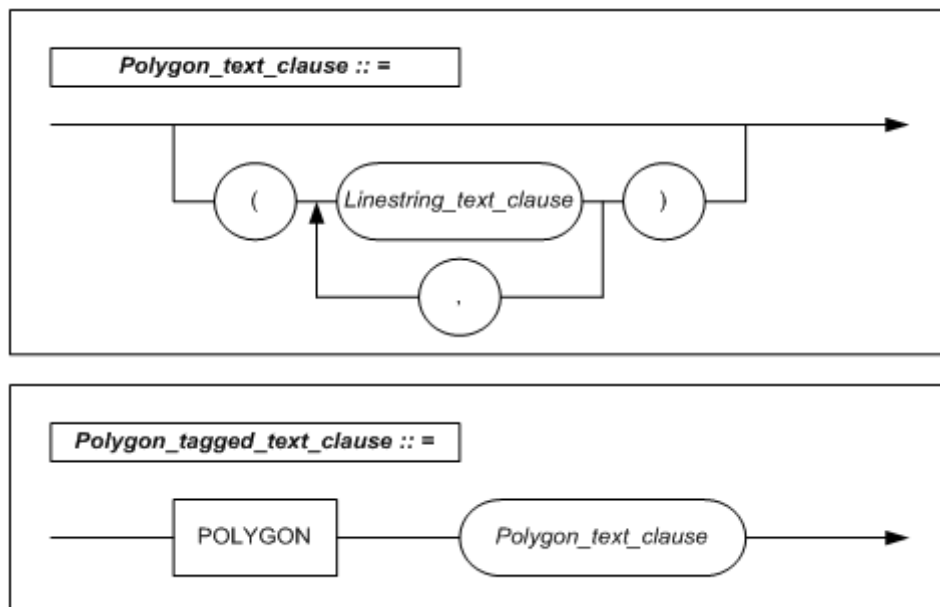 Polygon_text_clause :: =
( Linestring_text_clause )
,
Polygon_tagged_text_clause :: =
POLYGON Polygon_text_clause